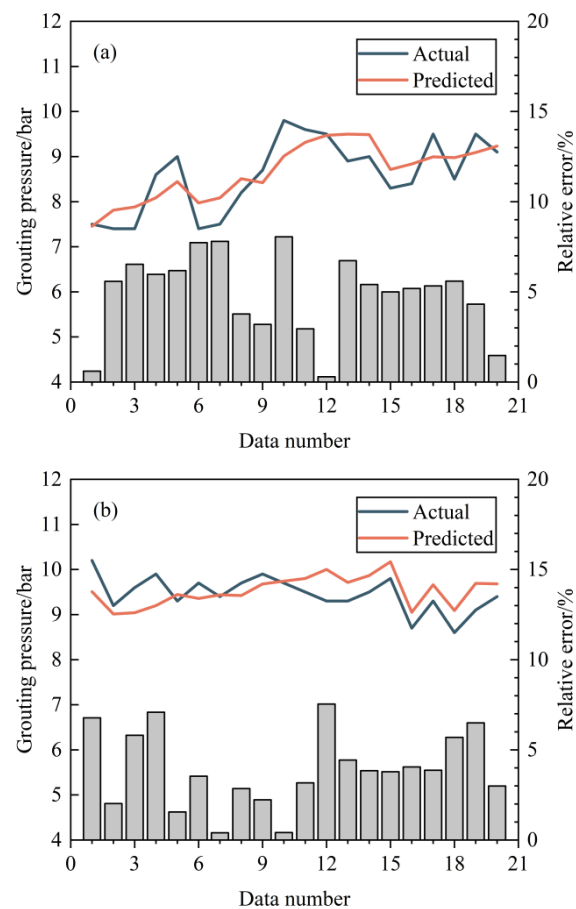 (a)
Actual
Predicted
12
11
10
9
8
7
6
5
4
Grouting pressure/bar
20
15
10
5
0
Relative error/%
0 3 6 9 12 15 18 21
Data number
(b)
Actual
Predicted
12
11
10
9
8
7
6
5
4
Grouting pressure/bar
20
15
10
5
0
Relative error/%
0 3 6 9 12 15 18 21
Data number